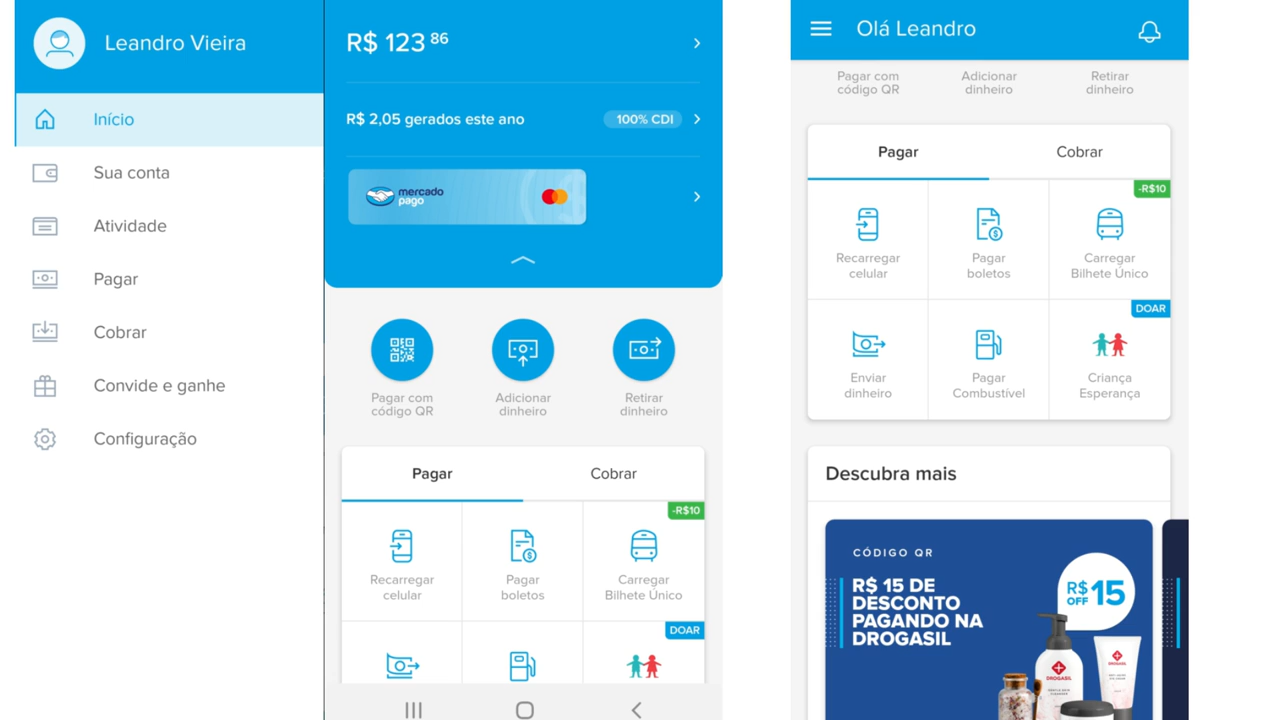 Leandro Vieira
Início
Sua conta
Atividade
Pagar
Cobrar
Convide e ganhe
Configuração
R$ 123 86
R$ 2,05 gerados este ano
100% CDI
mercado
pago
Pagar com
código QR
Adicionar
dinheiro
Retirar
dinheiro
Pagar
Cobrar
-R$10
Recarregar
celular
Pagar
boletos
Carregar
Bilhete Único
DOAR
Olá Leandro
Pagar com
código QR
Adicionar
dinheiro
Retirar
dinheiro
Pagar
Cobrar
-R$10
Recarregar
celular
Pagar
boletos
Carregar
Bilhete Único
DOAR
Enviar
dinheiro
Pagar
Combustível
Criança
Esperança
Descubra mais
CÓDIGO QR
R$ 15 DE
DESCONTO
PAGANDO NA
DROGASIL
R$ 15
OFF
DROGASIL
DROGASIL